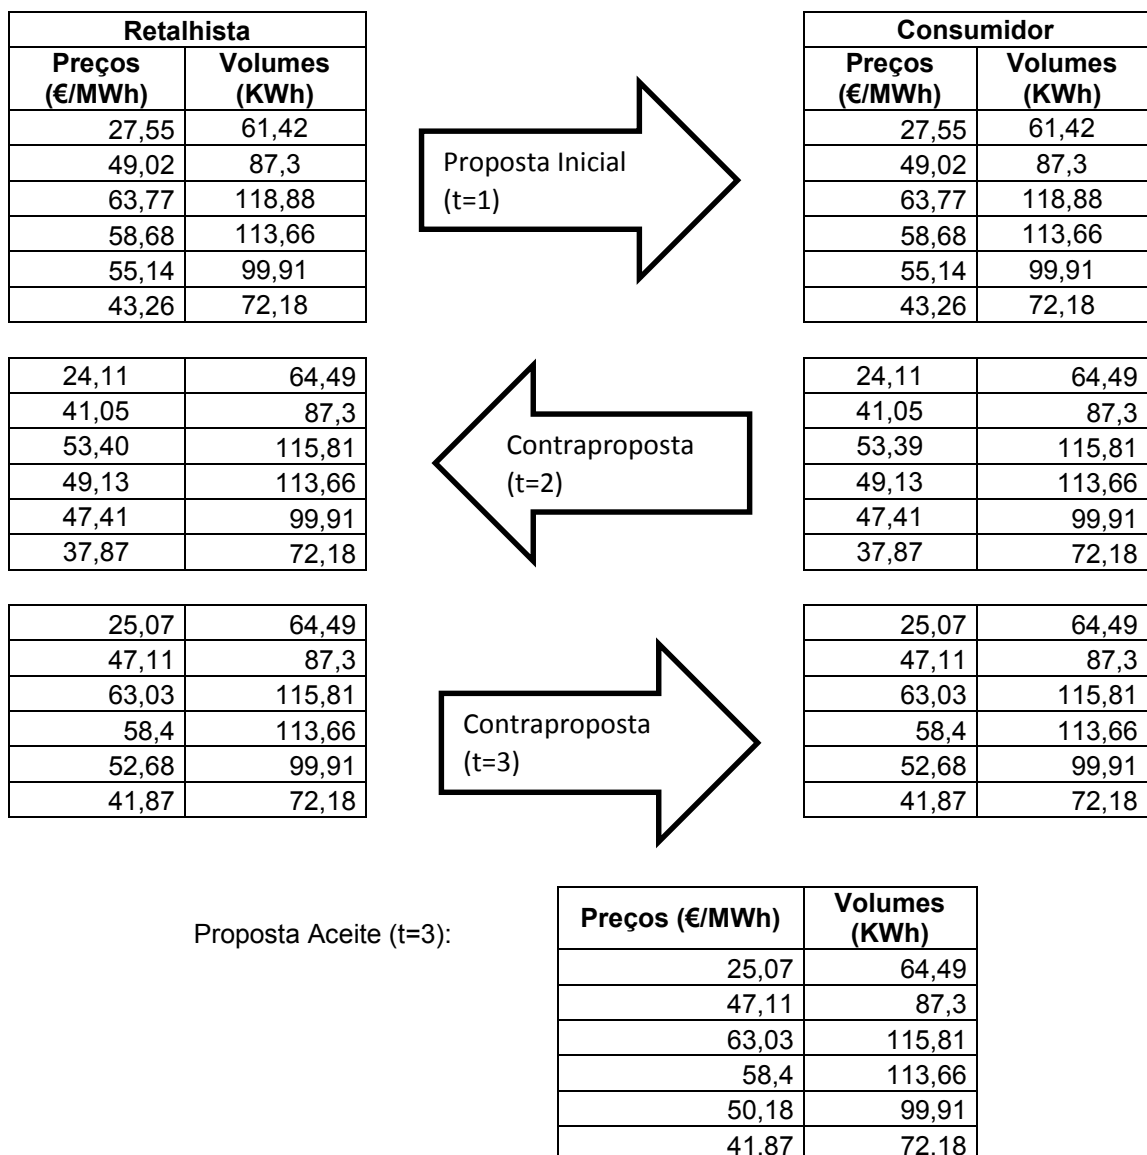 Retalhista Consumidor
Preços Volumes Preços Volumes
(€/MWh) (KWh) (€/MWh) (KWh)
27,55 61,42 27,55 61,42
49,02 87,3 Proposta Inicial 49,02 87,3
63,77 118,88 (t=1) 63,77 118,88
58,68 113,66 58,68 113,66
55,14 99,91 55,14 99,91
43,26 72,18 43,26 72,18
24,11 64,49 24,11 64,49
41,05 87,3 41,05 87,3
53,40 115,81 Contraproposta 53,39 115,81
49,13 113,66 (t=2) 49,13 113,66
47,41 99,91 47,41 99,91
37,87 72,18 37,87 72,18
25,07 64,49 25,07 64,49
47,11 87,3 47,11 87,3
63,03 115,81 63,03 115,81
58,4 113,66 Contraproposta 58,4 113,66
52,68 99,91 (t=3) 52,68 99,91
41,87 72,18 41,87 72,18
Proposta Aceite (t=3):
Preços (€/MWh) Volumes
(KWh)
25,07 64,49
47,11 87,3
63,03 115,81
58,4 113,66
50,18 99,91
41,87 72,18